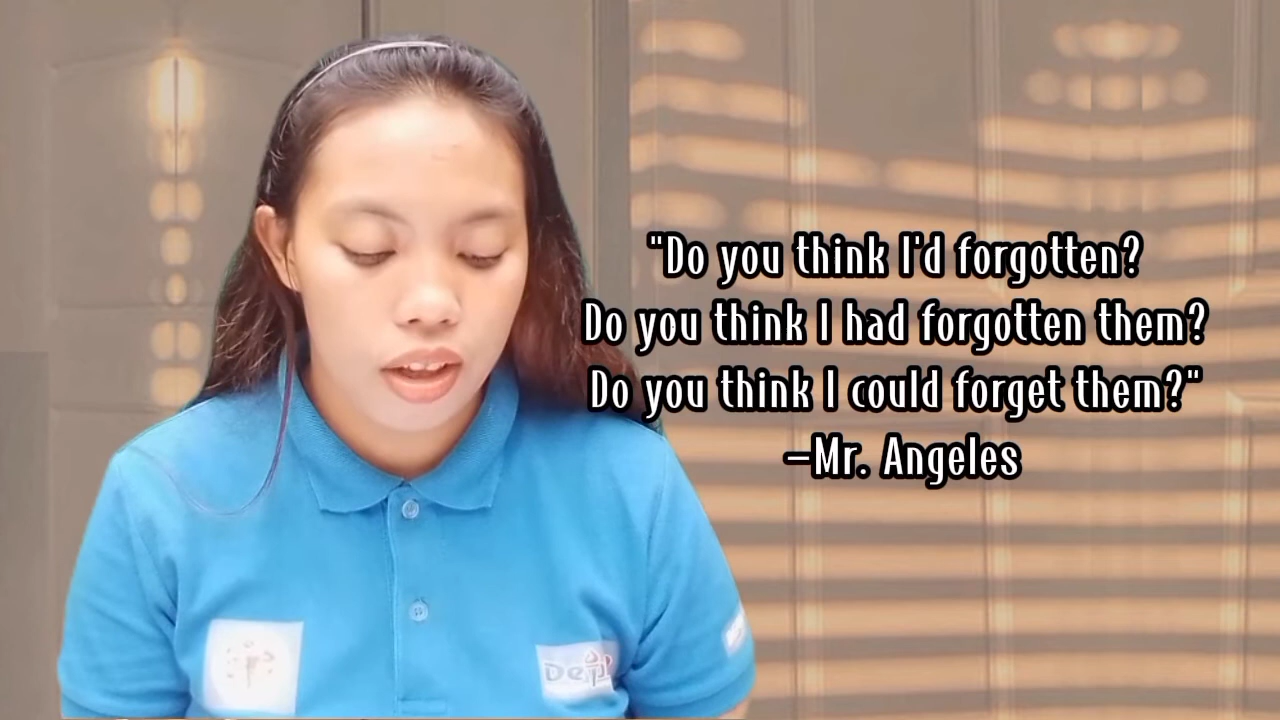 "Do you think I'd forgotten?
Do you think I had forgotten them?
Do you think I could forget them?"
–Mr. Angeles